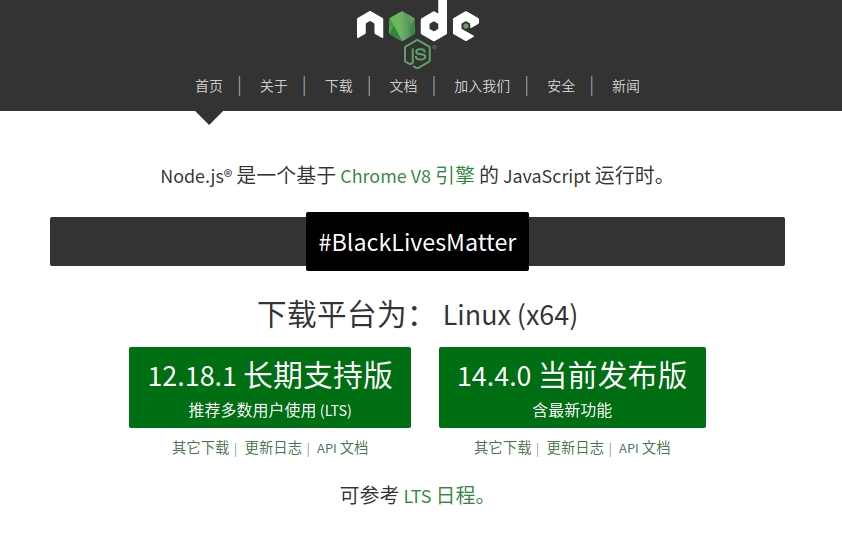 node
JS®
首页 | 关于 | 下载 | 文档 | 加入我们 | 安全 | 新闻
Node.js® 是一个基于 Chrome V8 引擎 的 JavaScript 运行时。
#BlackLivesMatter
下载平台为： Linux (x64)
12.18.1 长期支持版 14.4.0 当前发布版
推荐多数用户使用 (LTS) 含最新功能
其它下载 | 更新日志 | API 文档 其它下载 | 更新日志 | API 文档
可参考 LTS 日程。